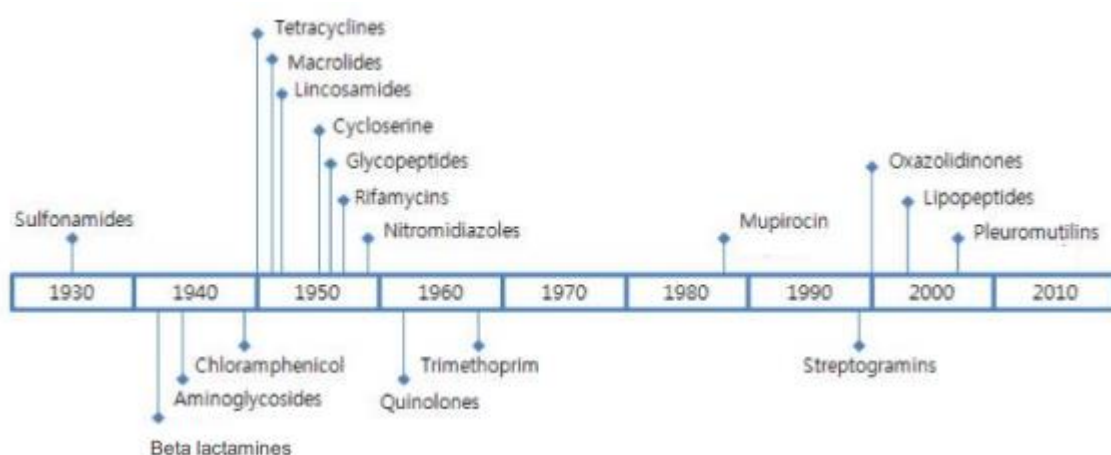 Tetracyclines
Macrolides
Lincosamides
Cycloserine
Glycopeptides
Oxazolidinones
Rifamycins
Lipopeptides
Sulfonamides
Nitromidiazoles
Mupirocin
Pleuromutilins
1930 1940 1950 1960 1970 1980 1990 2000 2010
Chloramphenicol
Trimethoprim
Streptogramins
Aminoglycosides
Quinolones
Beta lactamines